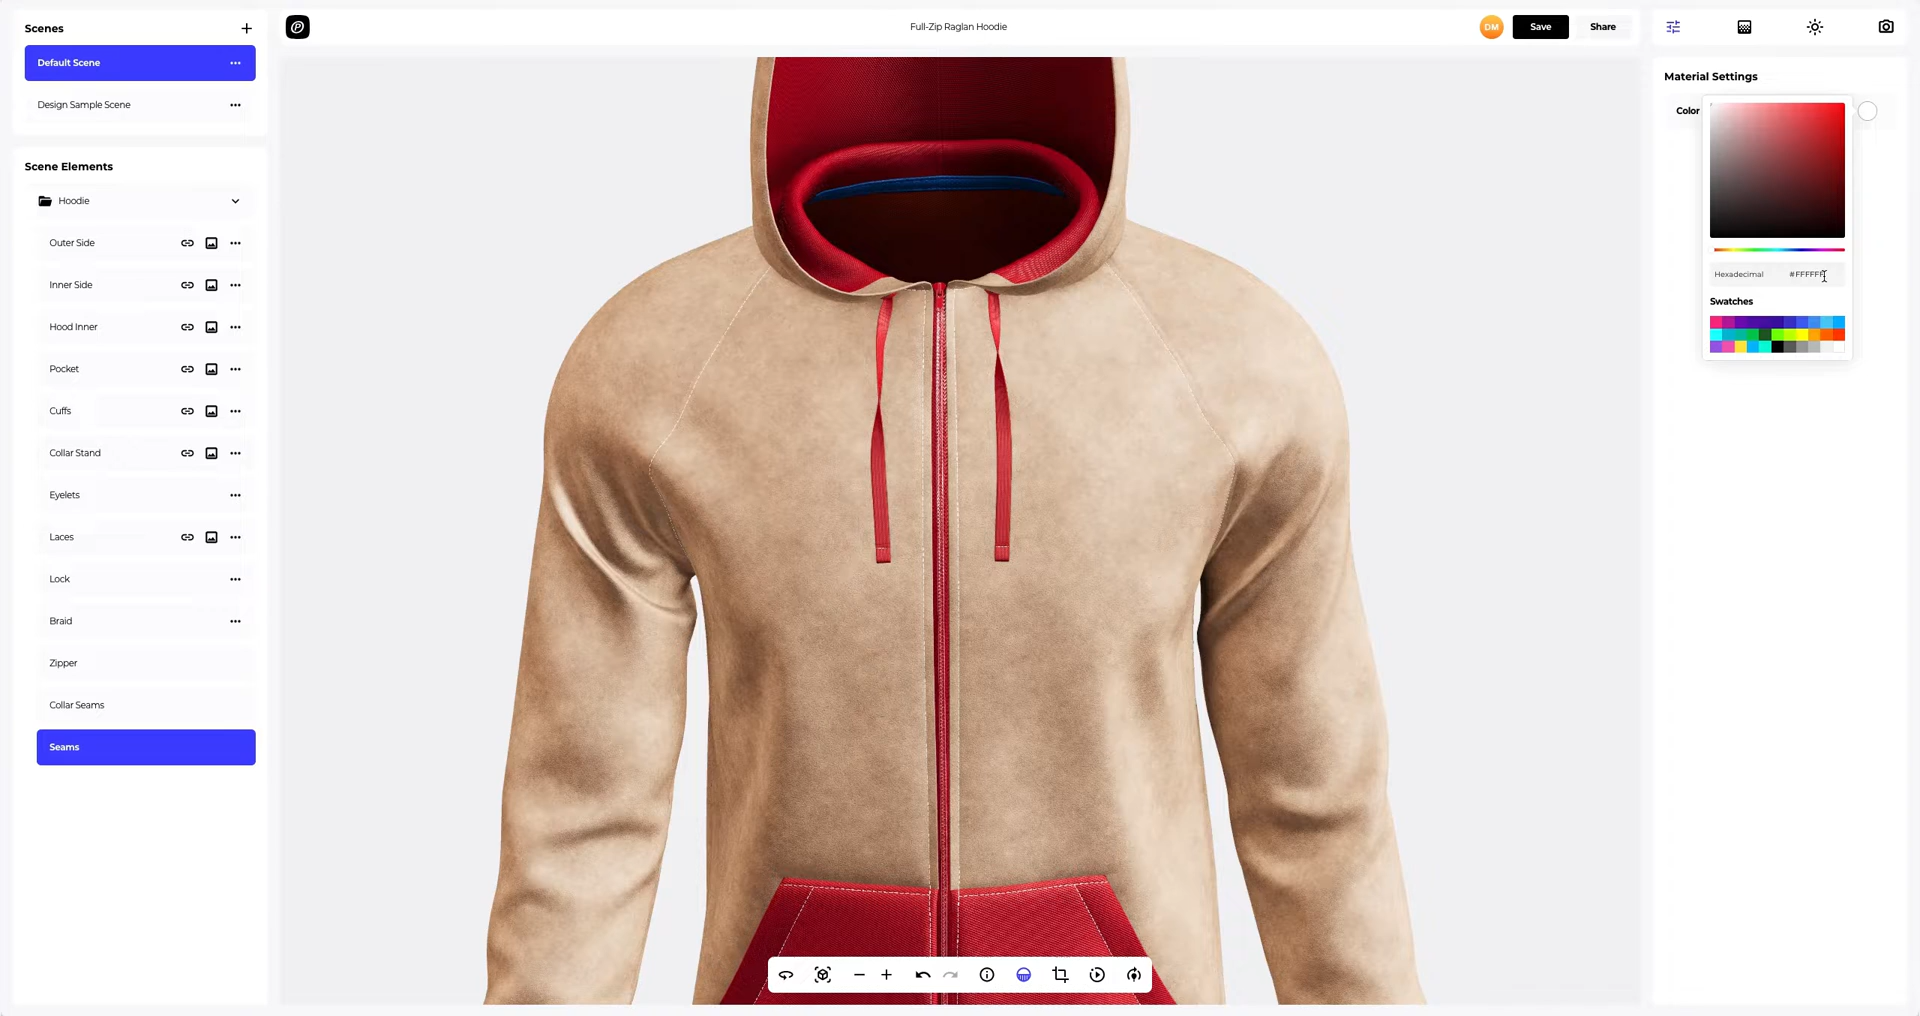 Scenes
Default Scene
Design Sample Scene
Scene Elements
Hoodie
Outer Side
Inner Side
Hood Inner
Pocket
Cuffs
Collar Stand
Eyelets
Laces
Lock
Braid
Zipper
Collar Seams
Seams
Full-Zip Raglan Hoodie
DM
Save
Share
Material Settings
Color
Hexadecimal #FFFFFF
Swatches